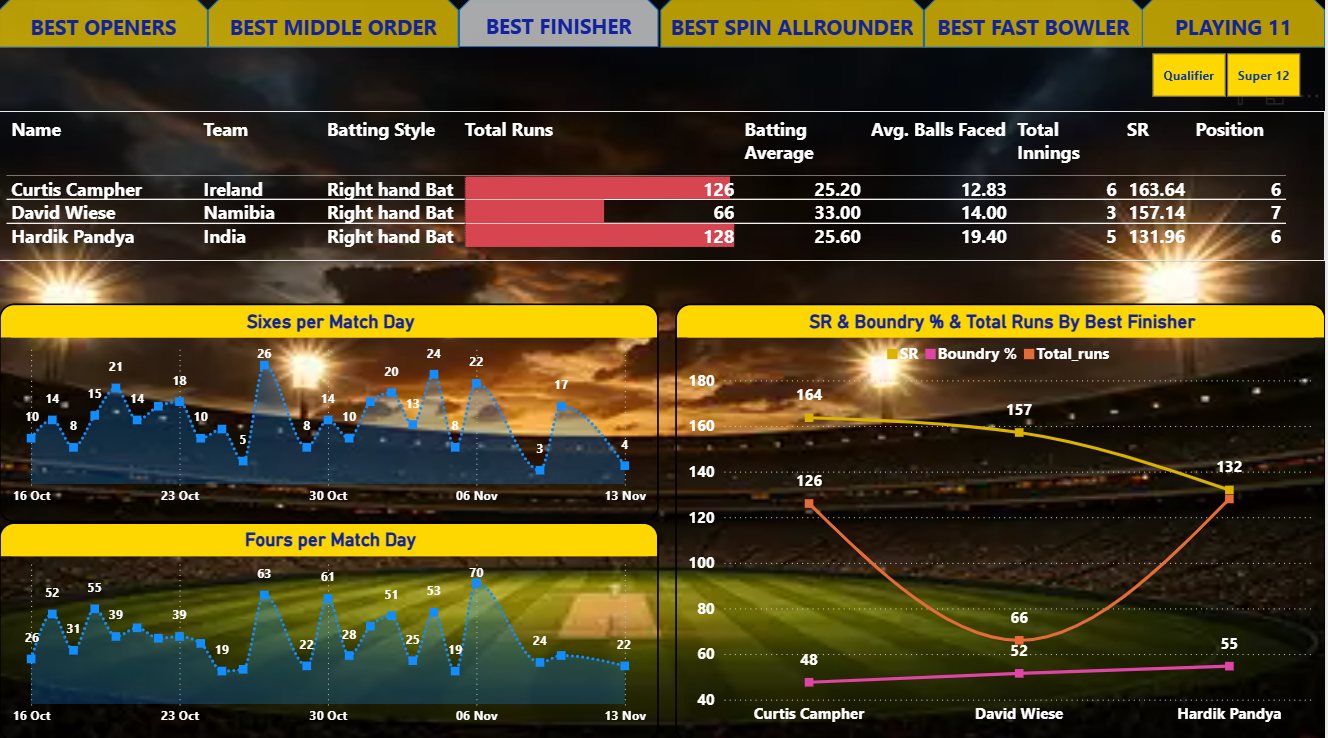 BEST OPENERS BEST MIDDLE ORDER BEST FINISHER BEST SPIN ALLROUNDER BEST FAST BOWLER PLAYING 11
Qualifier Super 12
Name Team Batting Style Total Runs Batting Average Avg. Balls Faced Total Innings SR Position
Curtis Campher Ireland Right hand Bat 126 25.20 12.83 6 163.64 6
David Wiese Namibia Right hand Bat 66 33.00 14.00 3 157.14 7
Hardik Pandya India Right hand Bat 128 25.60 19.40 5 131.96 6
Sixes per Match Day
10 14 8 15 21 14 18 10 5 26 8 14 10 20 13 24 8 22 3 17 4
16 Oct 23 Oct 30 Oct 06 Nov 13 Nov
Fours per Match Day
26 52 31 55 39 39 19 63 22 61 28 51 25 53 19 70 24 22
16 Oct 23 Oct 30 Oct 06 Nov 13 Nov
SR & Boundry % & Total Runs By Best Finisher
SR Boundry % Total_runs
180
160
140
120
100
80
60
40
164 157 132
126 66
48 52 55
Curtis Campher David Wiese Hardik Pandya